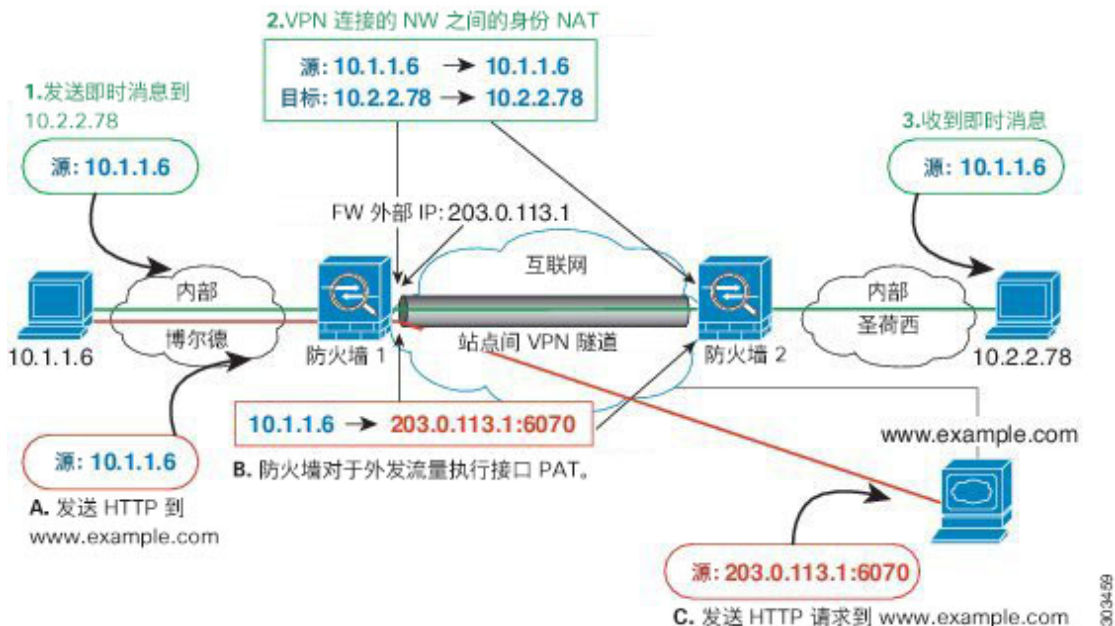 2.VPN 连接的 NW 之间的身份 NAT
源: 10.1.1.6 → 10.1.1.6
目标: 10.2.2.78 → 10.2.2.78
1.发送即时消息到
10.2.2.78
源: 10.1.1.6
3.收到即时消息
源: 10.1.1.6
FW 外部 IP: 203.0.113.1
互联网
内部
博尔德
10.1.1.6
防火墙 1
站点间 VPN 隧道
防火墙 2
内部
圣荷西
10.2.2.78
10.1.1.6 → 203.0.113.1:6070
B. 防火墙对于外发流量执行接口 PAT。
源: 10.1.1.6
A. 发送 HTTP 到
www.example.com
www.example.com
源: 203.0.113.1:6070
C. 发送 HTTP 请求到 www.example.com
303459